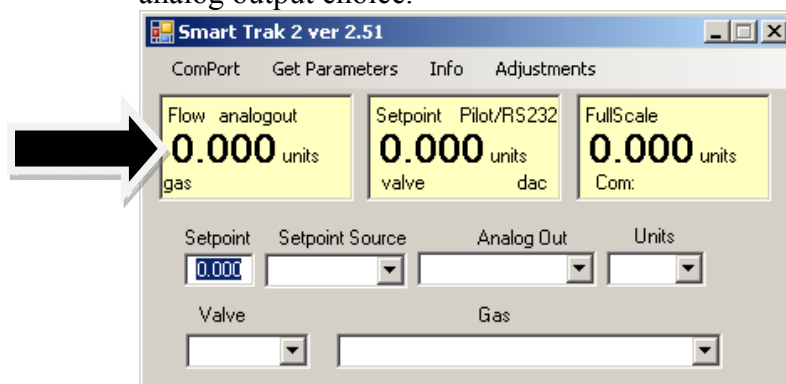 analog output choice.
Smart Trak 2 ver 2.51
ComPort Get Parameters Info Adjustments
Flow analogout
0.000 units
gas
Setpoint Pilot/RS232
0.000 units
valve dac
FullScale
0.000 units
Com:
Setpoint Setpoint Source Analog Out Units
0.000
Valve Gas